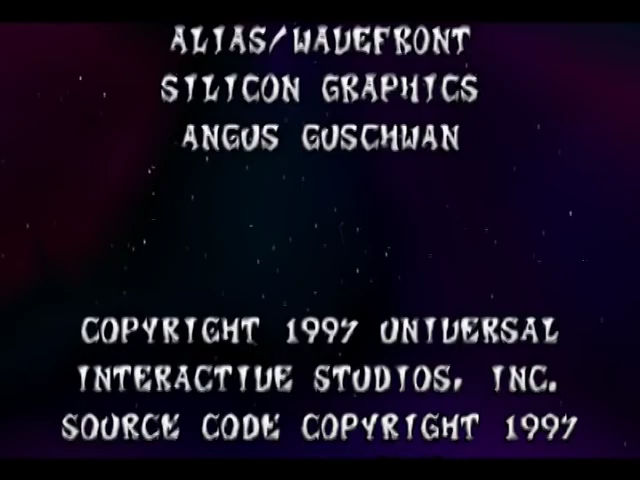 ALIAS/WAVEFRONT
SILICON GRAPHICS
ANGUS GUSCHWAN
COPYRIGHT 1997 UNIVERSAL
INTERACTIVE STUDIOS, INC.
SOURCE CODE COPYRIGHT 1997